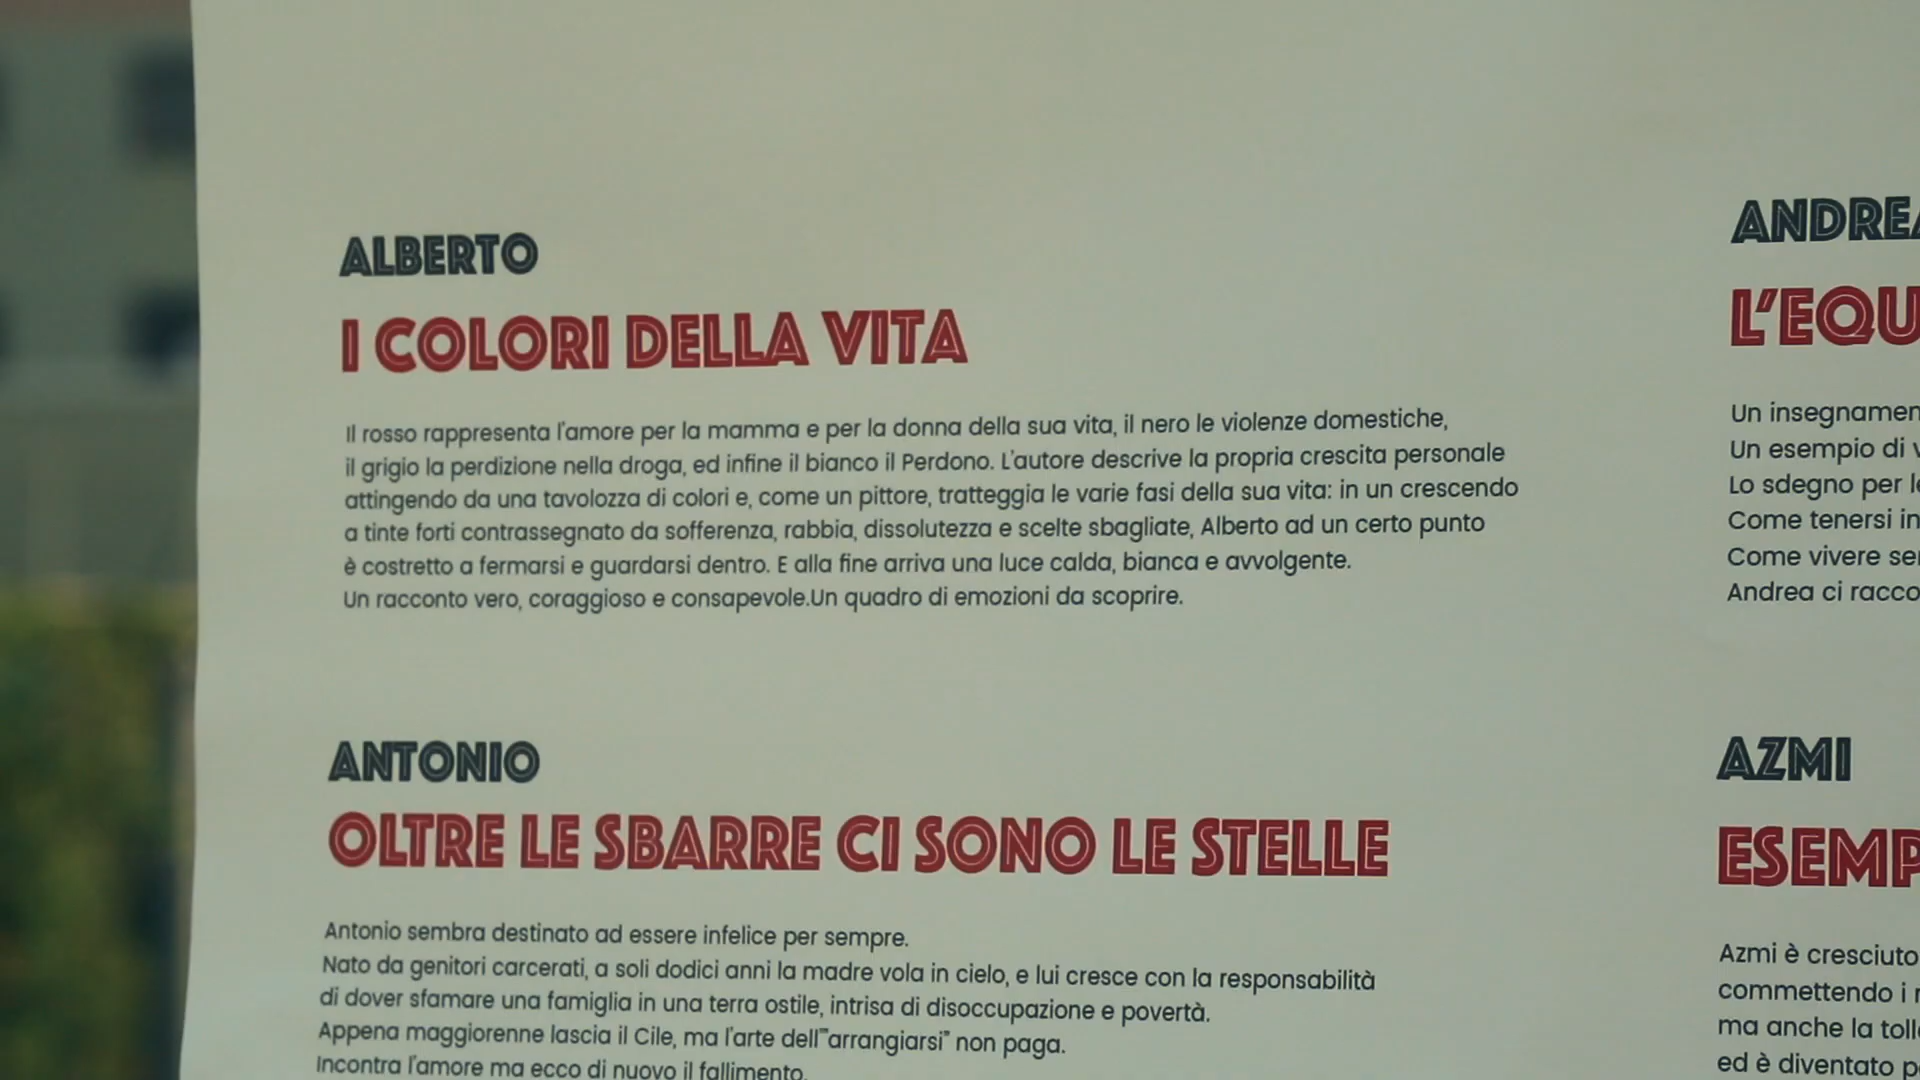 ALBERTO
I COLORI DELLA VITA
Il rosso rappresenta l'amore per la mamma e per la donna della sua vita, il nero le violenze domestiche,
il grigio la perdizione nella droga, ed infine il bianco il Perdono. L'autore descrive la propria crescita personale
attingendo da una tavolozza di colori e, come un pittore, tratteggia le varie fasi della sua vita: in un crescendo
a tinte forti contrassegnato da sofferenza, rabbia, dissolutezza e scelte sbagliate, Alberto ad un certo punto
è costretto a fermarsi e guardarsi dentro. E alla fine arriva una luce calda, bianca e avvolgente.
Un racconto vero, coraggioso e consapevole.Un quadro di emozioni da scoprire.
ANTONIO
OLTRE LE SBARRE CI SONO LE STELLE
Antonio sembra destinato ad essere infelice per sempre.
Nato da genitori carcerati, a soli dodici anni la madre vola in cielo, e lui cresce con la responsabilità
di dover sfamare una famiglia in una terra ostile, intrisa di disoccupazione e povertà.
Appena maggiorenne lascia il Cile, ma l'arte dell'"arrangiarsi" non paga.
Incontra l'amore ma ecco di nuovo il fallimento.
ANDREA
L'EQU
Un insegnamen
Un esempio di v
Lo sdegno per le
Come tenersi in
Come vivere ser
Andrea ci racco
AZMI
ESEMP
Azmi è cresciuto
commettendo i
ma anche la toll
ed è diventato p